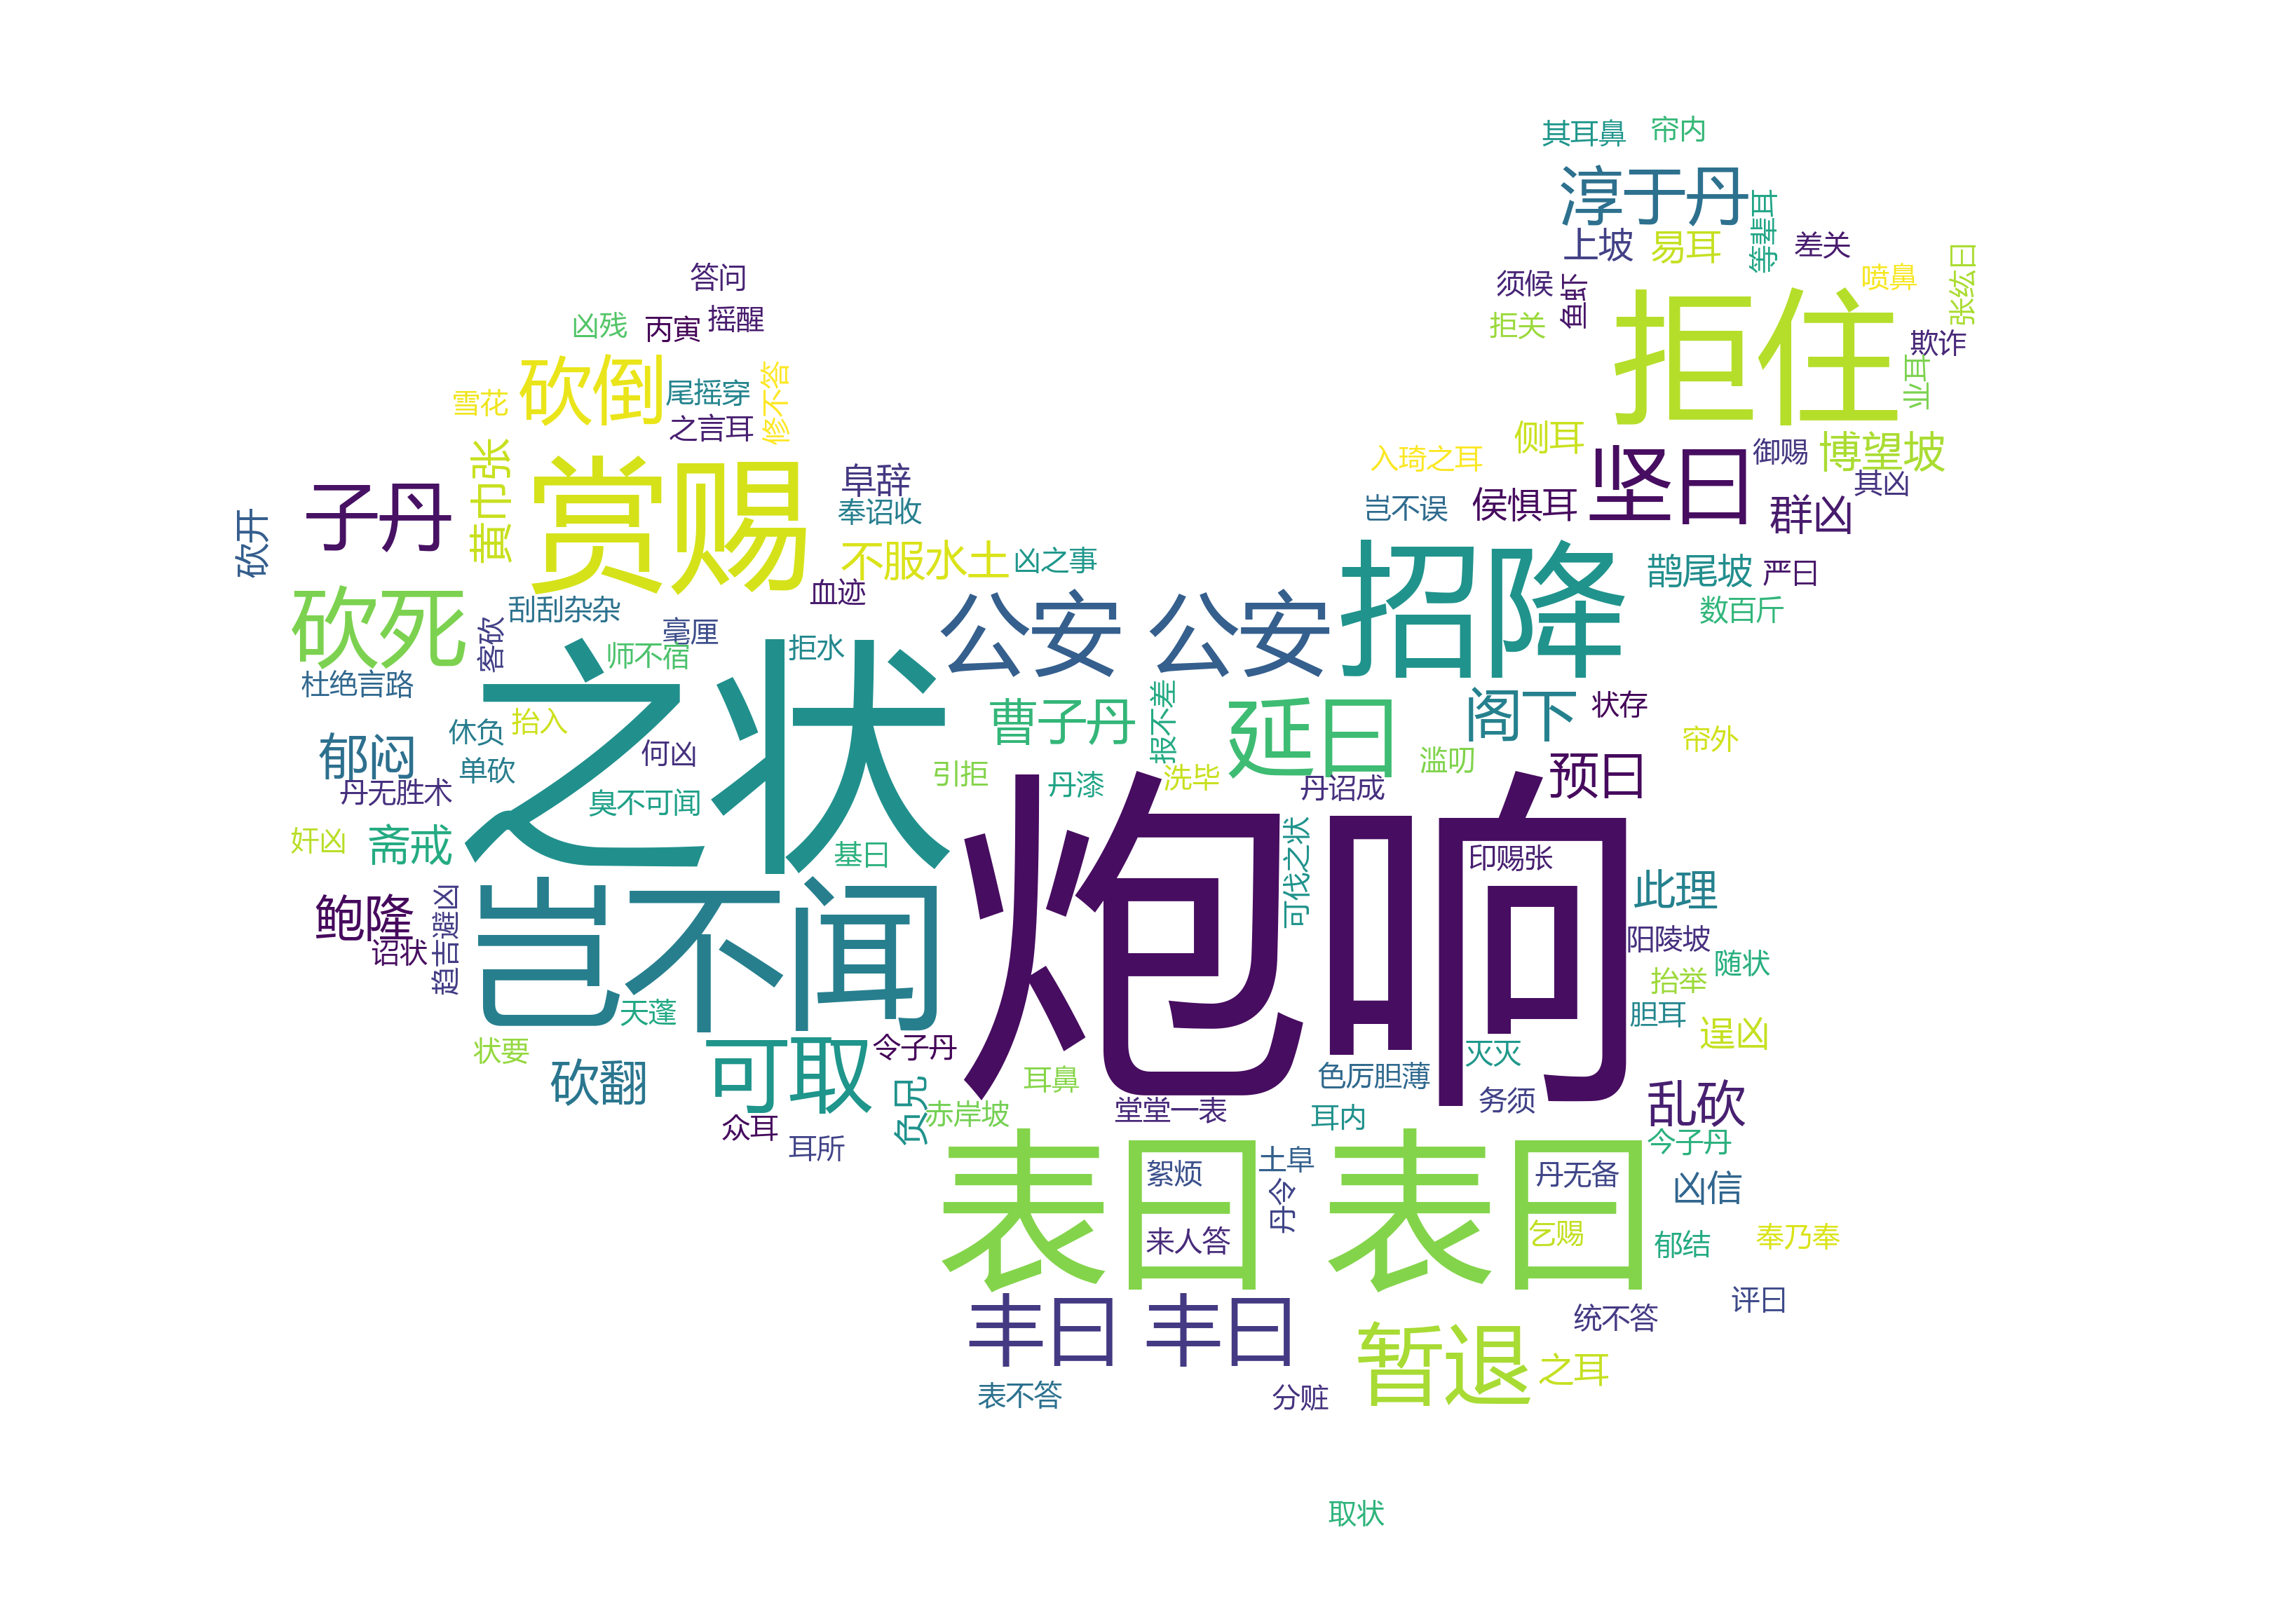 其耳鼻
帘内
淳于丹
等辈耳
上坡
易耳
差关
答问
须候
鱼虾
喷鼻
张纮曰
凶残
丙寅
摇醒
拒关
拒住
欺诈
砍倒
尾摇穿
修不答
业耳
雪花
之言耳
侧耳
坚曰
御赐
博望坡
黄巾张
赏赐
入琦之耳
其凶
子丹
阜辞
奉诏收
岂不误
侯惧耳
群凶
砍开
不服水土
凶之事
招降
鹊尾坡
严曰
砍死
刮刮杂杂
血迹
公安
公安
数百斤
客砍
毫厘
师不宿
拒水
杜绝言路
之状
曹子丹
报不差
延曰
阁下
状存
郁闷
休负
抬入
何凶
引拒
丹漆
洗毕
滥叨
帘外
单砍
丹无胜术
臭不可闻
丹诏成
预曰
奸凶
斋戒
基曰
炮响
可伐之状
印赐张
此理
鲍隆
趋吉避凶
岂不闻
诏状
阳陵坡
随状
抬举
天蓬
胆耳
逞凶
状要
可取
令子丹
灭灭
砍翻
负兄
耳鼻
色厉胆薄
务须
乱砍
众耳
赤岸坡
堂堂一表
耳内
耳所
今子丹
表曰
絮烦
土阜
表曰
丹无备
凶信
丹令
来人答
乞赐
郁结
奉乃奉
丰曰
丰曰
评曰
统不答
暂退
之耳
表不答
分赃
取状